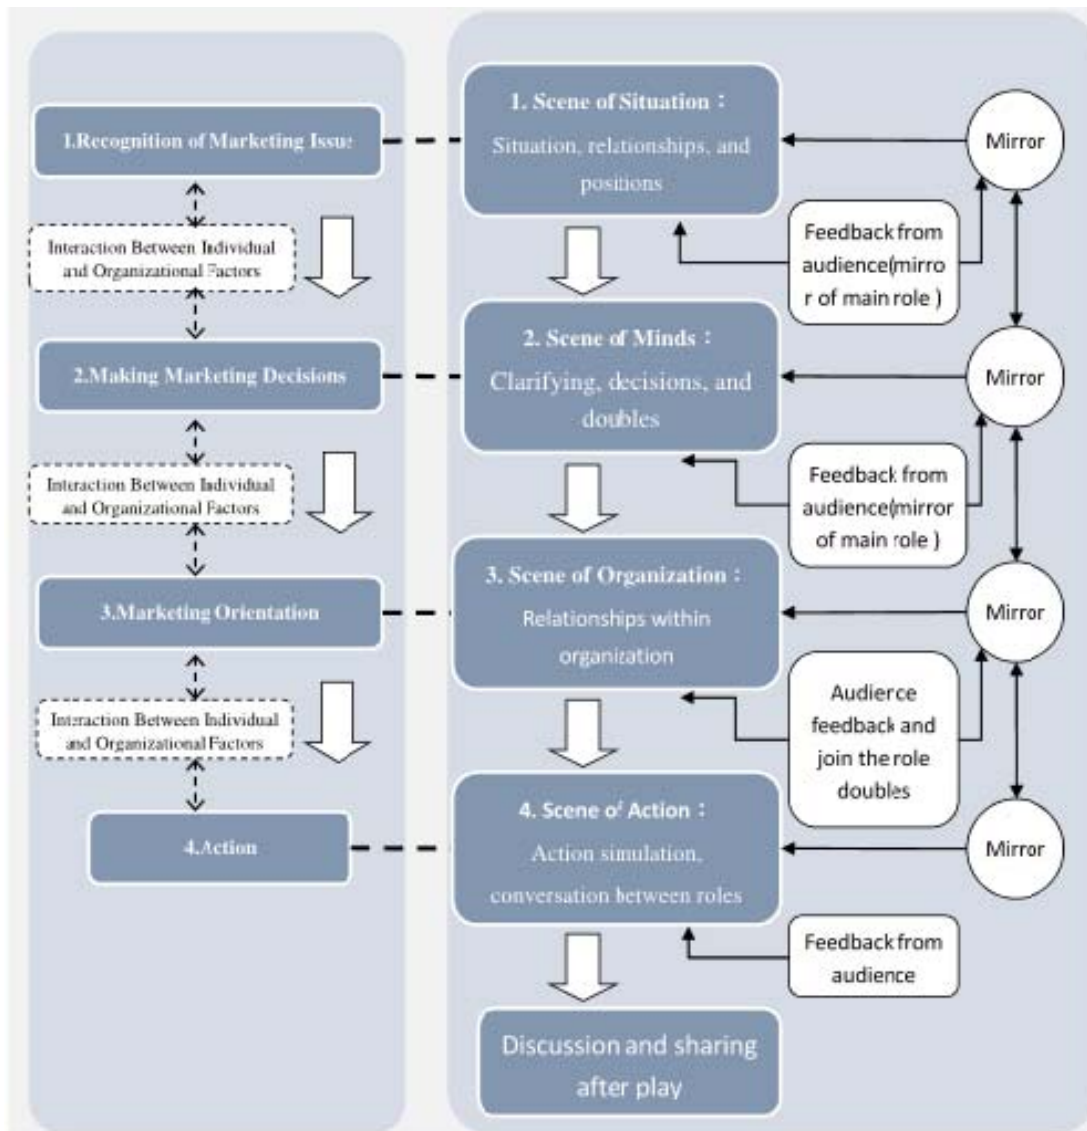 1.Recognition of Marketing Issue
Interaction Between Individual
and Organizational Factors
2.Making Marketing Decisions
Interaction Between Individual
and Organizational Factors
3.Marketing Orientation
Interaction Between Individual
and Organizational Factors
4.Action
1. Scene of Situation：
Situation, relationships, and
positions
Mirror
Feedback from
audience(mirro
r of main role )
2. Scene of Minds：
Clarifying, decisions, and
doubles
Mirror
Feedback from
audience(mirror
of main role )
3. Scene of Organization：
Relationships within
organization
Mirror
Audience
feedback and
join the role
doubles
4. Scene of Action：
Action simulation,
conversation between roles
Mirror
Feedback from
audience
Discussion and sharing
after play